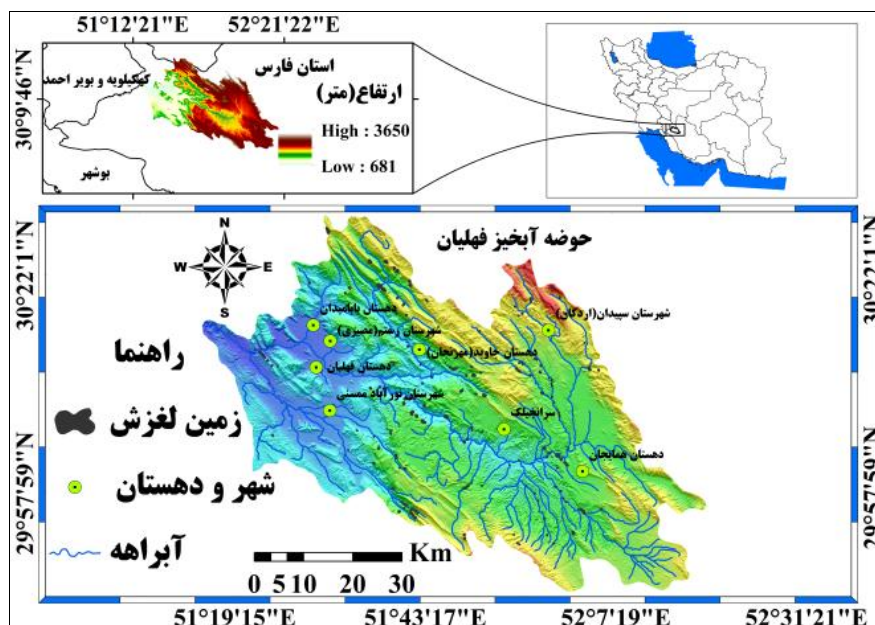 51°12'21"E
52°21'22"E
30°9'46"N
استان فارس
کهکیلویه و بویر احمد
ارتفاع(متر)
High : 3650
Low : 681
بوشهر
حوضه آبخیز فهلیان
N
W
E
S
30°22'1"N
30°22'1"N
شهرستان سپیدان(اردکان)
دهستان بابامیدان
شهرستان رستم(مصیری)
دهستان جاوید(مهرنجان)
دهستان فهلیان
شهرستان نورآباد ممسنی
سرانجیلک
دهستان همایجان
راهنما
زمین لغزش
شهر و دهستان
آبراهه
29°57'59"N
29°57'59"N
Km
0 5 10 20 30
51°19'15"E
51°43'17"E
52°7'19"E
52°31'21"E